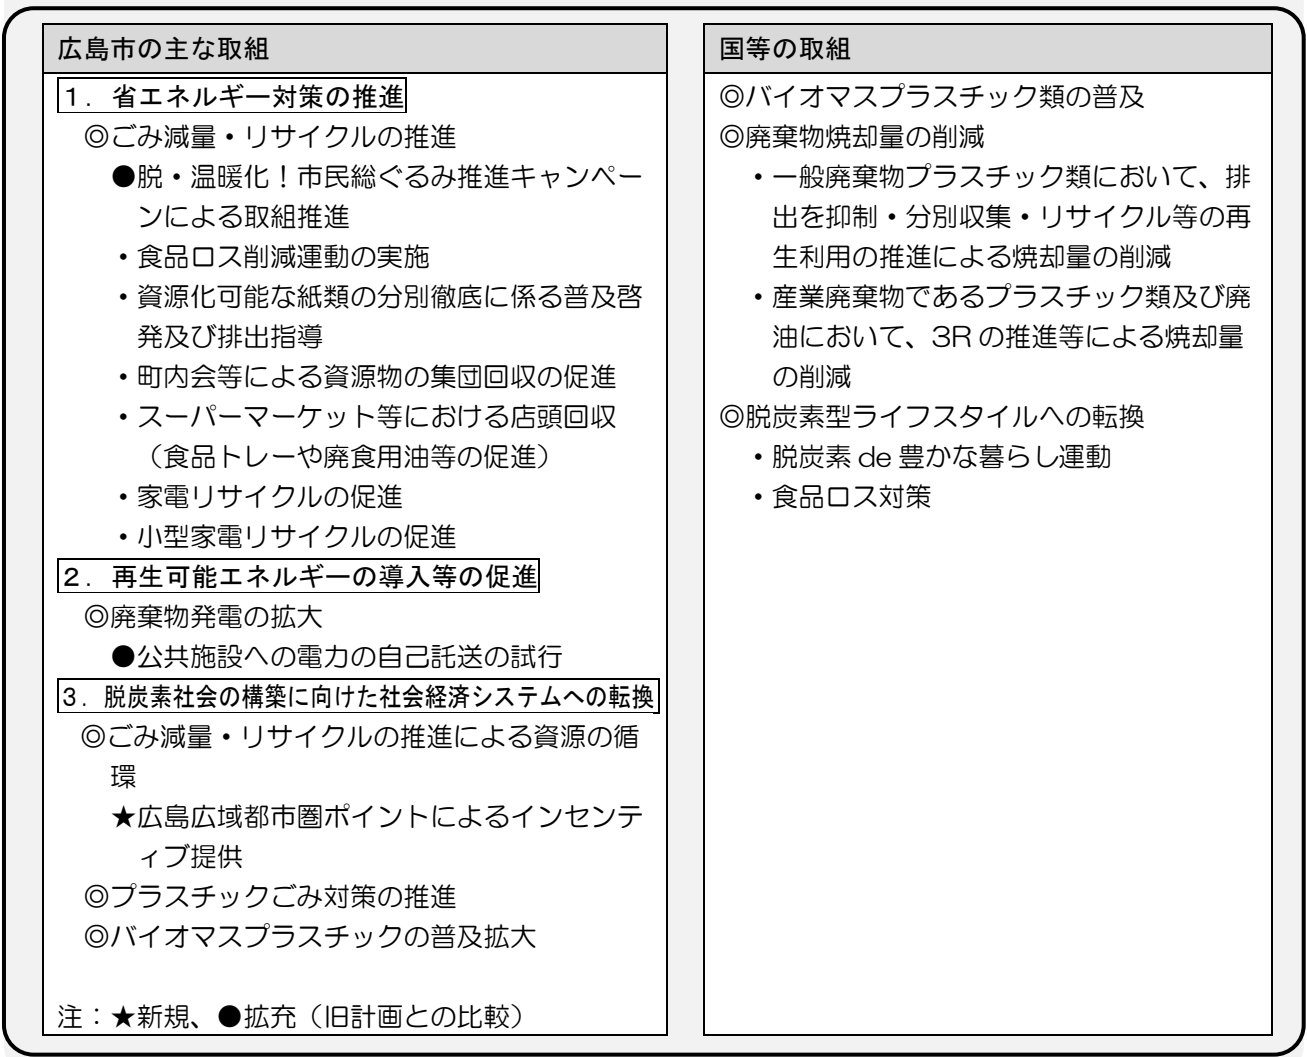 広島市の主な取組
1. 省エネルギー対策の推進
◎ごみ減量・リサイクルの推進
●脱・温暖化!市民総ぐるみ推進キャンペー
ンによる取組推進
・食品ロス削減運動の実施
・資源化可能な紙類の分別徹底に係る普及啓
発及び排出指導
・町内会等による資源物の集団回収の促進
・スーパーマーケット等における店頭回収
(食品トレーや廃食用油等の促進)
・家電リサイクルの促進
・小型家電リサイクルの促進
2. 再生可能エネルギーの導入等の促進
◎廃棄物発電の拡大
●公共施設への電力の自己託送の試行
3. 脱炭素社会の構築に向けた社会経済システムへの転換
◎ごみ減量・リサイクルの推進による資源の循
環
★広島広域都市圏ポイントによるインセンテ
ィブ提供
◎プラスチックごみ対策の推進
◎バイオマスプラスチックの普及拡大
注:★新規、●拡充(旧計画との比較)
国等の取組
◎バイオマスプラスチック類の普及
◎廃棄物焼却量の削減
・一般廃棄物プラスチック類において、排
出を抑制・分別収集・リサイクル等の再
生利用の推進による焼却量の削減
・産業廃棄物であるプラスチック類及び廃
油において、3R の推進等による焼却量
の削減
◎脱炭素型ライフスタイルへの転換
・脱炭素 de 豊かな暮らし運動
・食品ロス対策